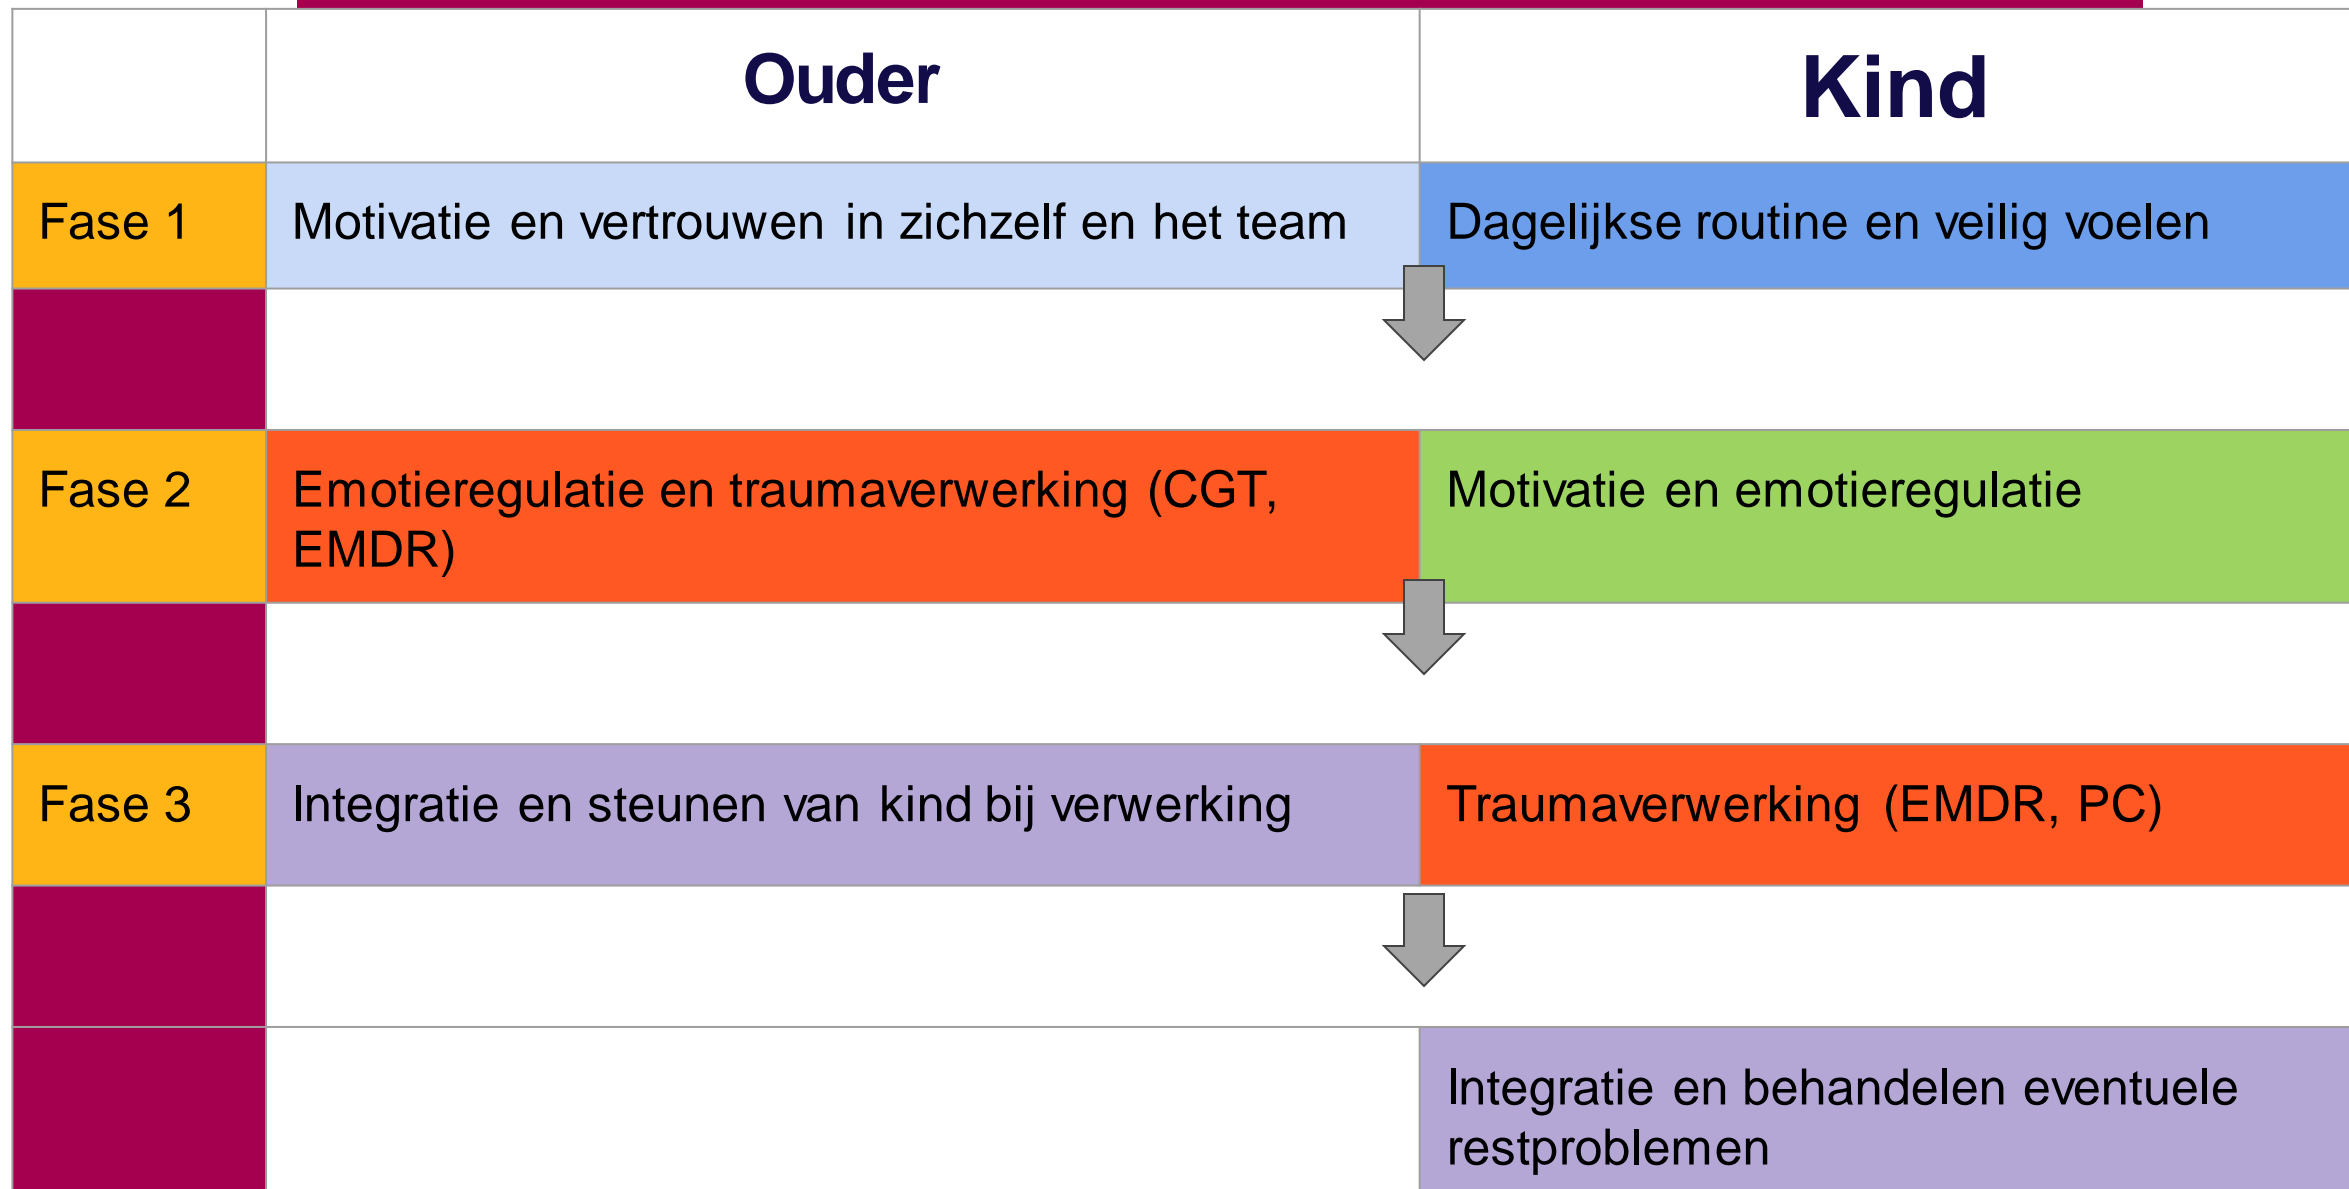 Ouder
Kind
Fase 1
Motivatie en vertrouwen in zichzelf en het team
Dagelijkse routine en veilig voelen
Fase 2
Emotieregulatie en traumaverwerking (CGT,
EMDR)
Motivatie en emotieregulatie
Fase 3
Integratie en steunen van kind bij verwerking
Traumaverwerking (EMDR, PC)
Integratie en behandelen eventuele
restproblemen